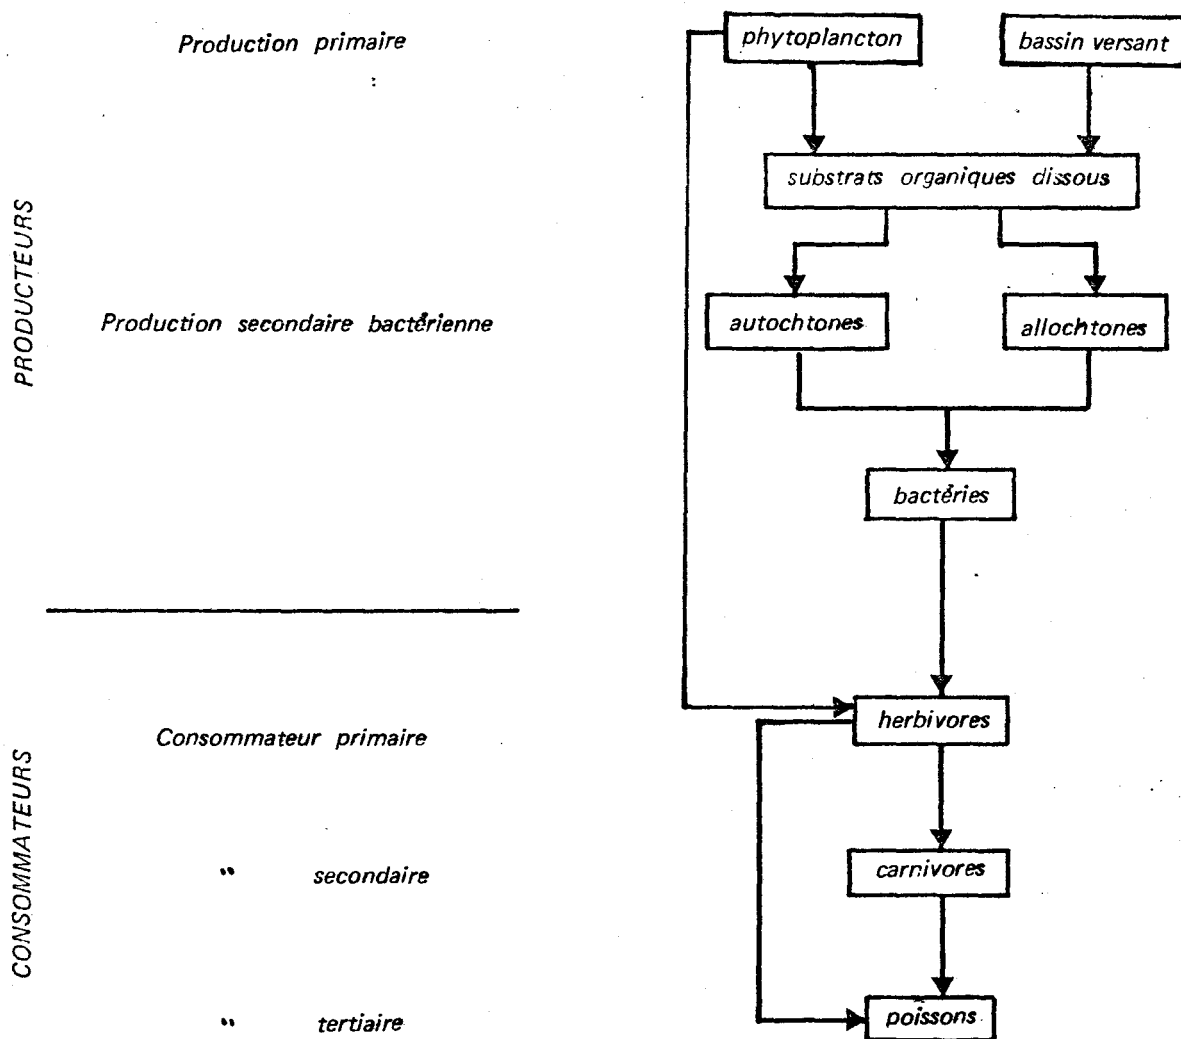 Production primaire
phytoplancton
bassin versant
substrats organiques dissous
PRODUCTEURS
Production secondaire bactérienne
autochtones
allochtones
bactéries
herbivores
Consommateur primaire
CONSOMMATEURS
carnivores
" secondaire
poissons
" tertiaire